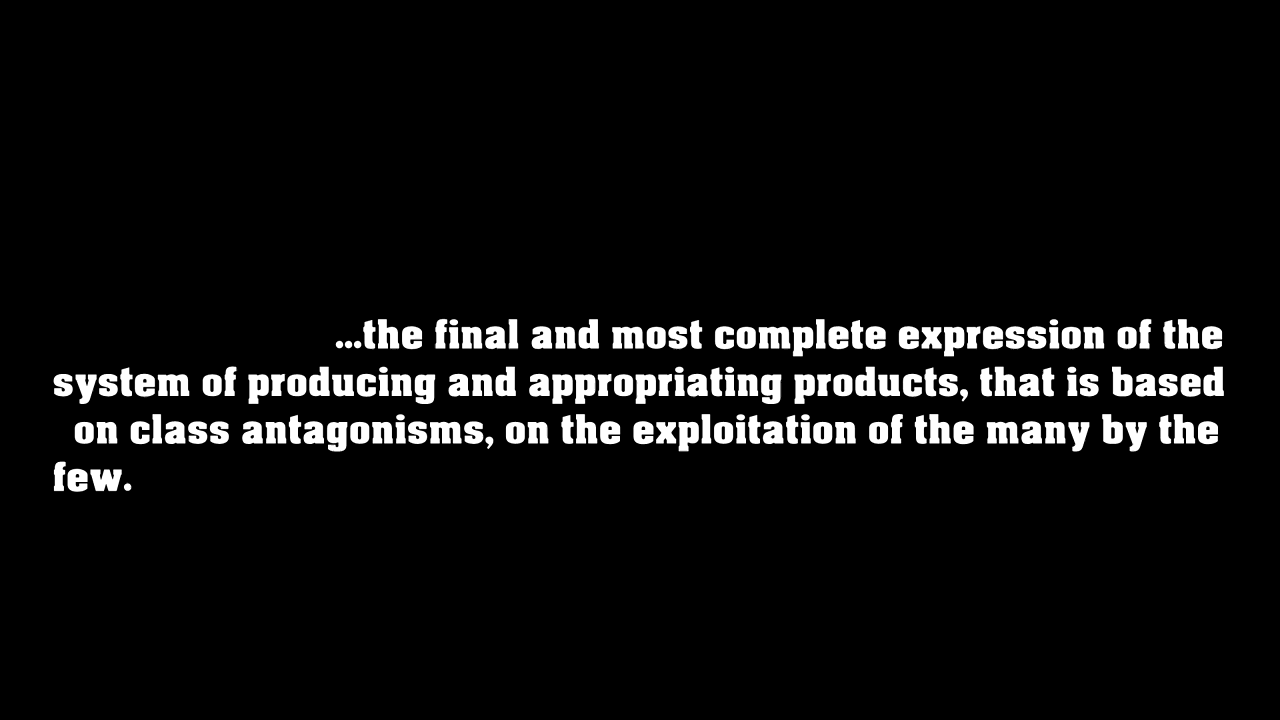 ...the final and most complete expression of the
system of producing and appropriating products, that is based
on class antagonisms, on the exploitation of the many by the
few.